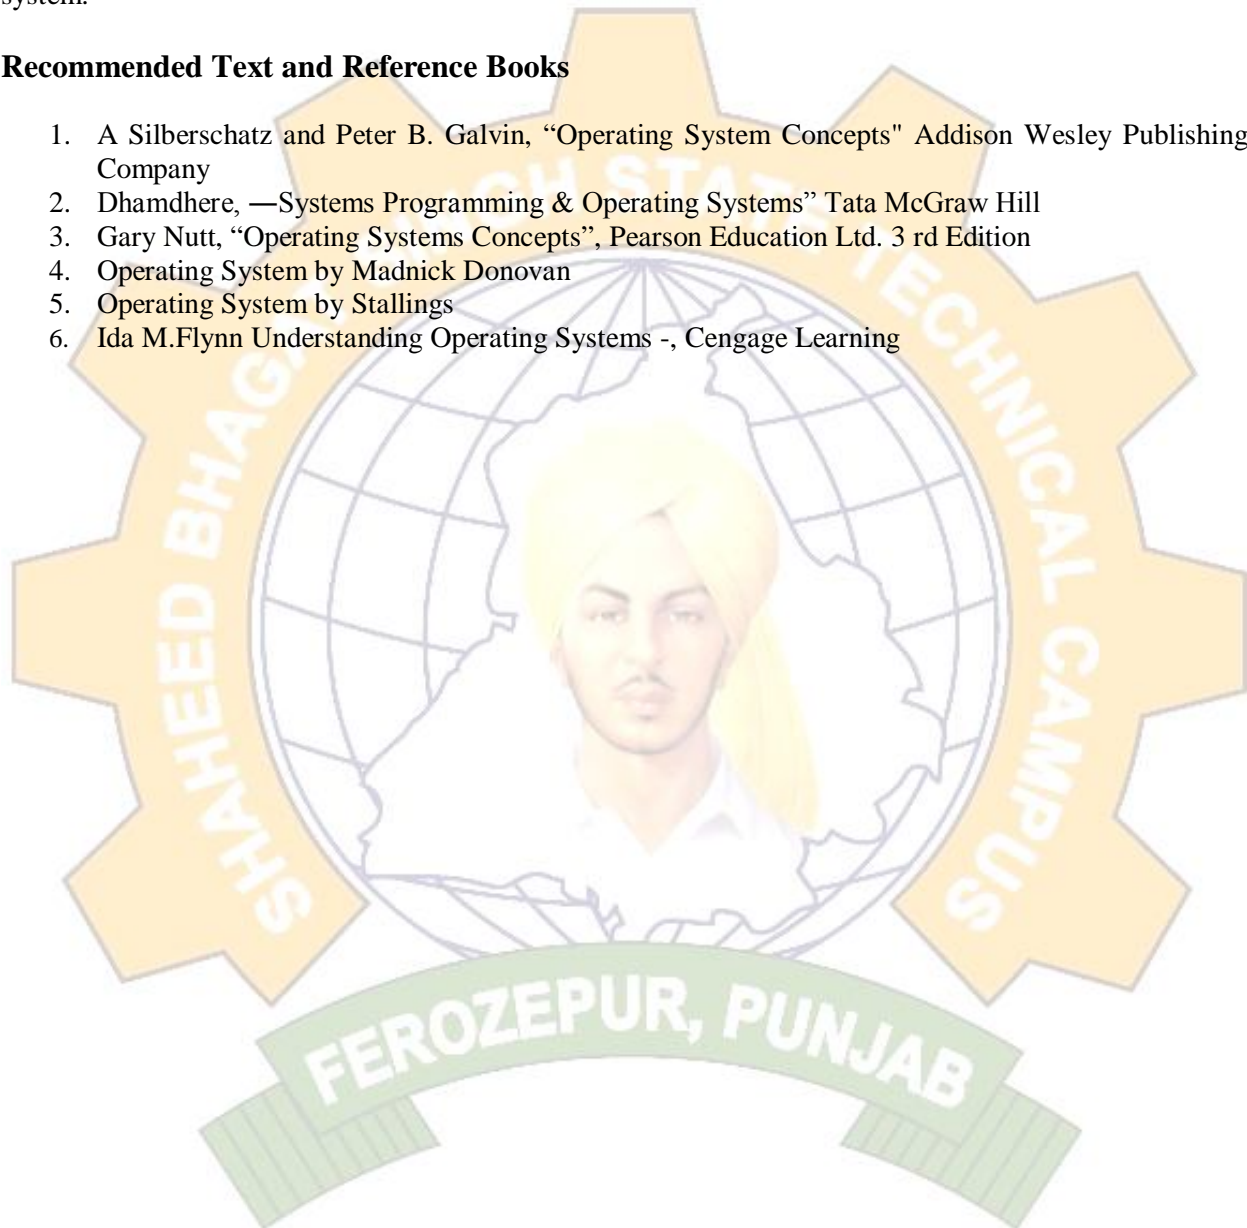 system.
Recommended Text and Reference Books
1. A Silberschatz and Peter B. Galvin, “Operating System Concepts" Addison Wesley Publishing
Company
2. Dhamdhere, ―Systems Programming & Operating Systems” Tata McGraw Hill
3. Gary Nutt, “Operating Systems Concepts”, Pearson Education Ltd. 3 rd Edition
4. Operating System by Madnick Donovan
5. Operating System by Stallings
6. Ida M.Flynn Understanding Operating Systems -, Cengage Learning
SHAHEED BHAGAT SINGH STATE TECHNICAL CAMPUS
FEROZEPUR, PUNJAB